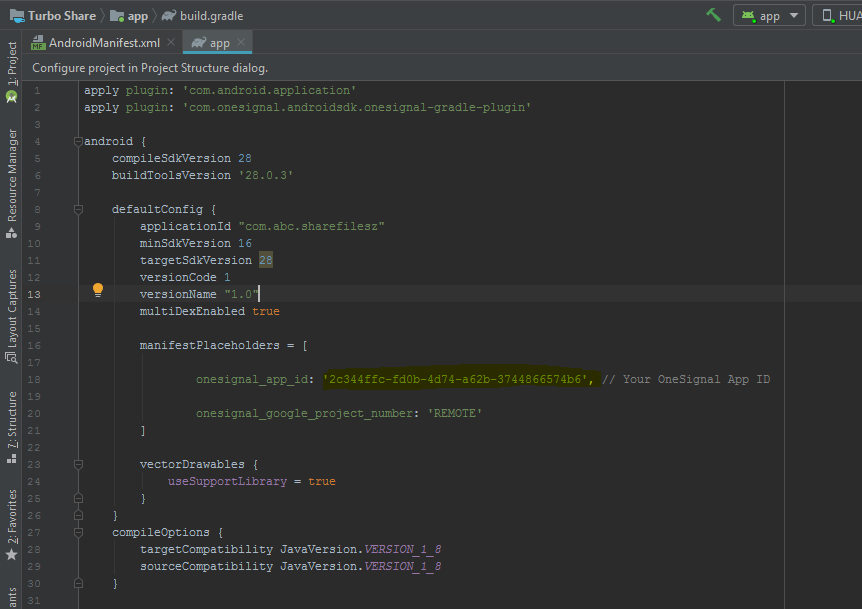 Turbo Share app build.gradle app HUA
AndroidManifest.xml app
Configure project in Project Structure dialog.
1: Project
Resource Manager
Layout Captures
7: Structure
2: Favorites
ants
1 apply plugin: 'com.android.application'
2 apply plugin: 'com.onesignal.androidsdk.onesignal-gradle-plugin'
3
4 android {
5 compileSdkVersion 28
6 buildToolsVersion '28.0.3'
7
8 defaultConfig {
9 applicationId "com.abc.sharefilesz"
10 minSdkVersion 16
11 targetSdkVersion 28
12 versionCode 1
13 versionName "1.0"
14 multiDexEnabled true
15
16 manifestPlaceholders = [
17
18 onesignal_app_id: '2c344ffc-fd0b-4d74-a62b-3744866574b6', // Your OneSignal App ID
19
20 onesignal_google_project_number: 'REMOTE'
21 ]
22
23 vectorDrawables {
24 useSupportLibrary = true
25 }
26 }
27 compileOptions {
28 targetCompatibility JavaVersion.VERSION_1_8
29 sourceCompatibility JavaVersion.VERSION_1_8
30 }
31